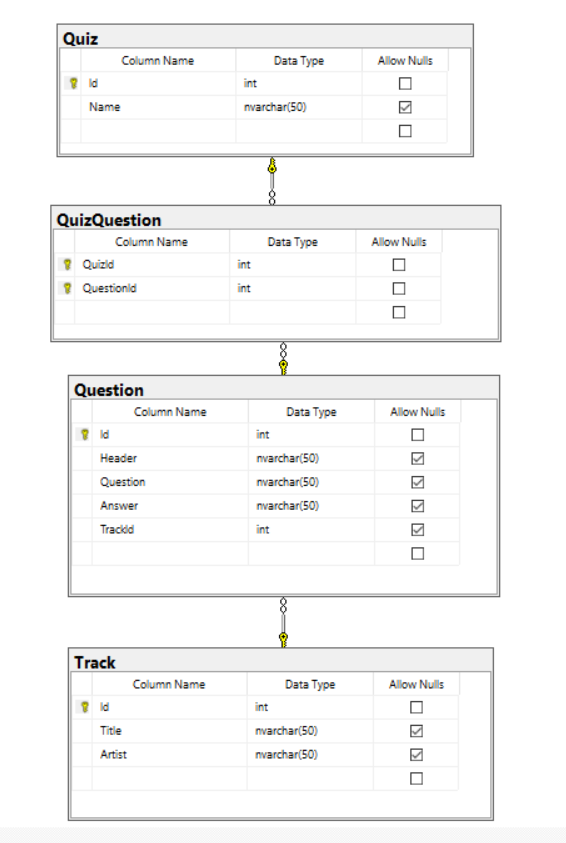 Quiz
Column Name Data Type Allow Nulls
Id int
Name nvarchar(50)
QuizQuestion
Column Name Data Type Allow Nulls
QuizId int
QuestionId int
Question
Column Name Data Type Allow Nulls
Id int
Header nvarchar(50)
Question nvarchar(50)
Answer nvarchar(50)
TrackId int
Track
Column Name Data Type Allow Nulls
Id int
Title nvarchar(50)
Artist nvarchar(50)